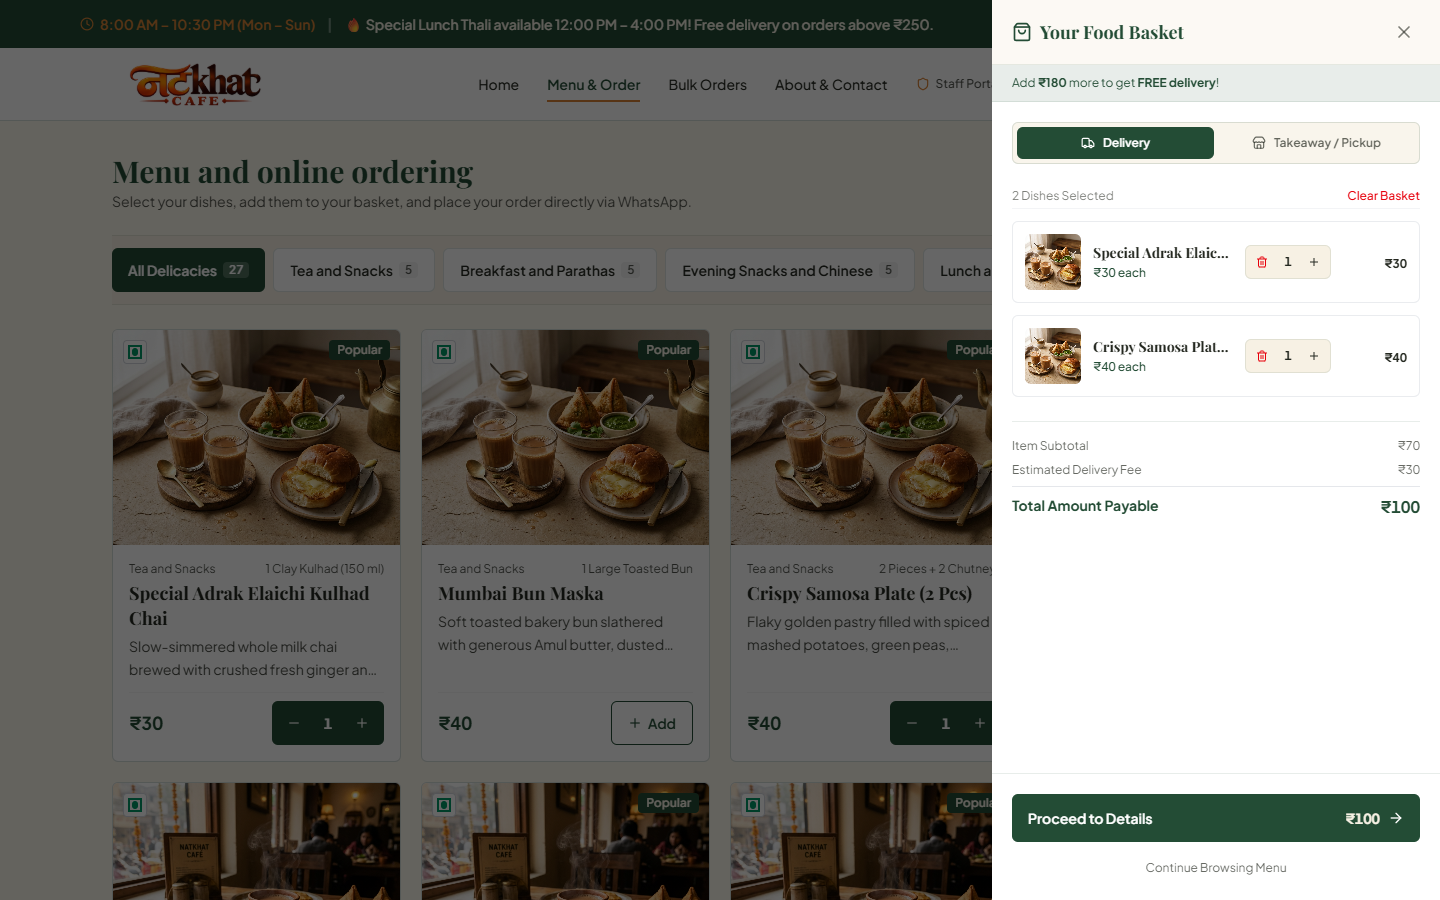 8:00 AM – 10:30 PM (Mon – Sun) | 🔥 Special Lunch Thali available 12:00 PM – 4:00 PM! Free delivery on orders above ₹250.
नटkhat
CAFE
Home Menu & Order Bulk Orders About & Contact Staff Port
Menu and online ordering
Select your dishes, add them to your basket, and place your order directly via WhatsApp.
All Delicacies 27 Tea and Snacks 5 Breakfast and Parathas 5 Evening Snacks and Chinese 5 Lunch a
Popular Popula
Tea and Snacks 1 Clay Kulhad (150 ml)
Special Adrak Elaichi Kulhad
Chai
Slow-simmered whole milk chai
brewed with crushed fresh ginger an...
₹30 − 1 +
Tea and Snacks 1 Large Toasted Bun
Mumbai Bun Maska
Soft toasted bakery bun slathered
with generous Amul butter, dusted...
₹40 + Add
Popula
Tea and Snacks 2 Pieces + 2 Chutney
Crispy Samosa Plate (2 Pcs)
Flaky golden pastry filled with spiced
mashed potatoes, green peas,...
₹40 − 1 +
Popular
Popula
NATKHAT
CAFÉ
NATKHAT
CAFÉ
NATKHAT
CAFÉ
Your Food Basket
Add ₹180 more to get FREE delivery!
Delivery Takeaway / Pickup
2 Dishes Selected Clear Basket
Special Adrak Elaic...
₹30 each
1 +
₹30
Crispy Samosa Plat...
₹40 each
1 +
₹40
Item Subtotal ₹70
Estimated Delivery Fee ₹30
Total Amount Payable ₹100
Proceed to Details ₹100 →
Continue Browsing Menu